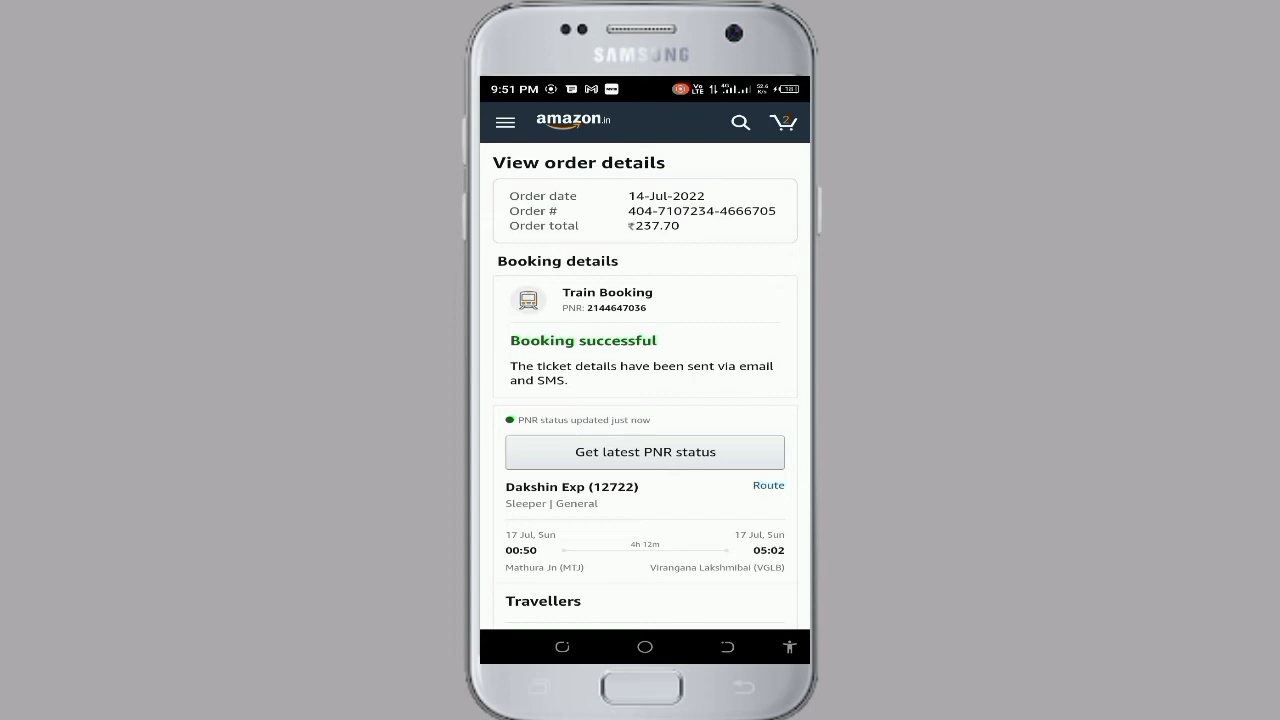 SAMSUNG
9:51 PM
amazon.in
2
View order details
Order date 14-Jul-2022
Order # 404-7107234-4666705
Order total ₹237.70
Booking details
Train Booking
PNR: 2144647036
Booking successful
The ticket details have been sent via email
and SMS.
PNR status updated just now
Get latest PNR status
Dakshin Exp (12722) Route
Sleeper | General
17 Jul, Sun 17 Jul, Sun
00:50 4h 12m 05:02
Mathura Jn (MTJ) Virangana Lakshmibai (VGLB)
Travellers